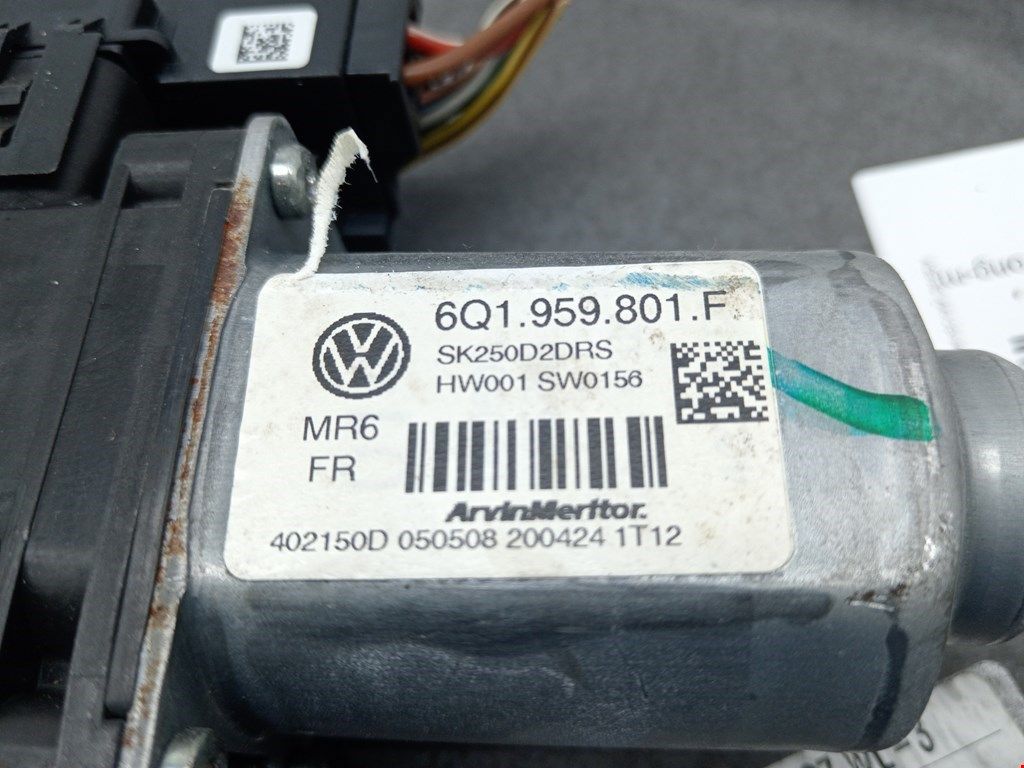 6Q1.959.801.F
SK250D2DRS
HW001 SW0156
MR6
FR
ArvinMeritor.
402150D 050508 200424 1T12